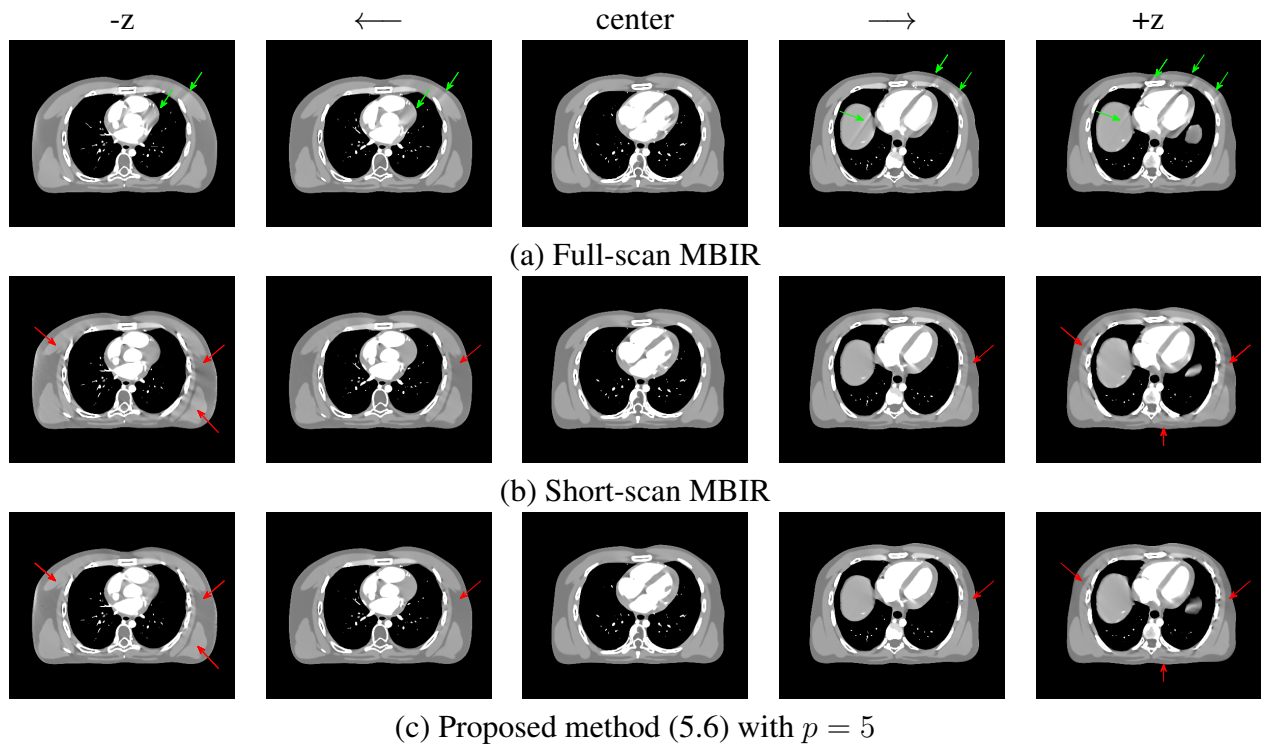 -z ⟵ center ⟶ +z
(a) Full-scan MBIR
(b) Short-scan MBIR
(c) Proposed method (5.6) with p = 5